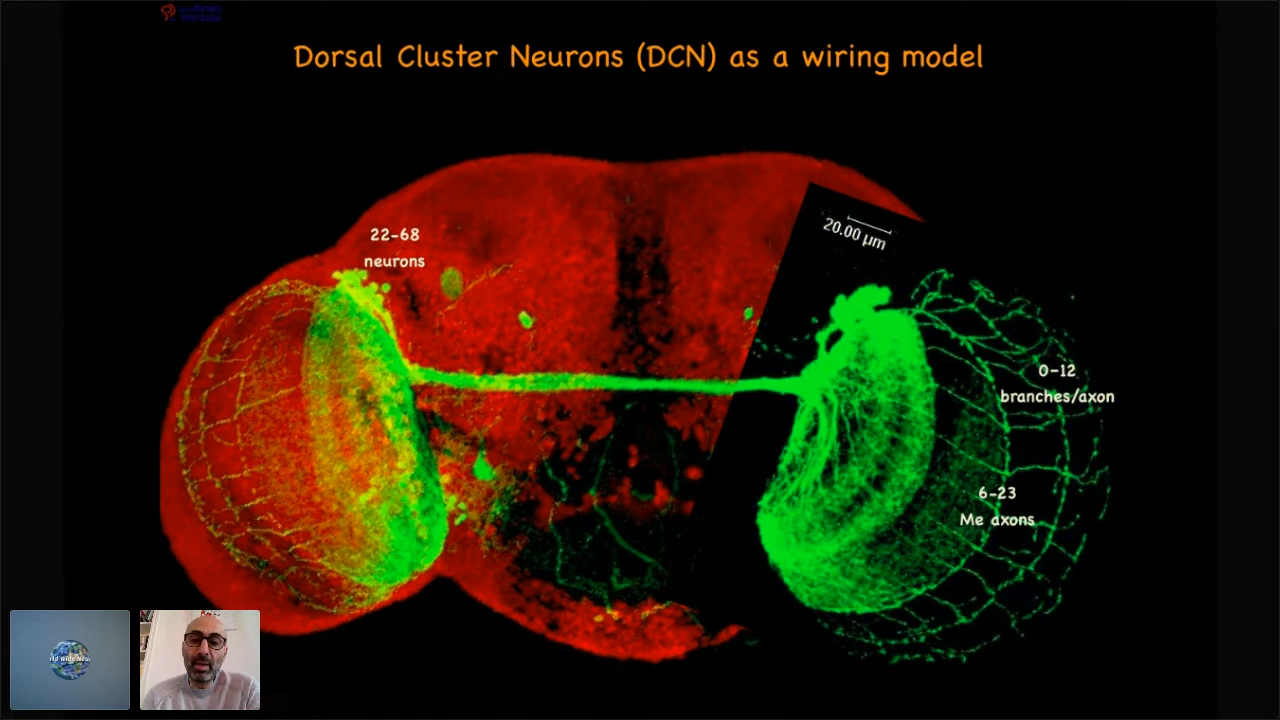 Dorsal Cluster Neurons (DCN) as a wiring model
20.00 µm
22-68
neurons
0-12
branches/axon
6-23
Me axons